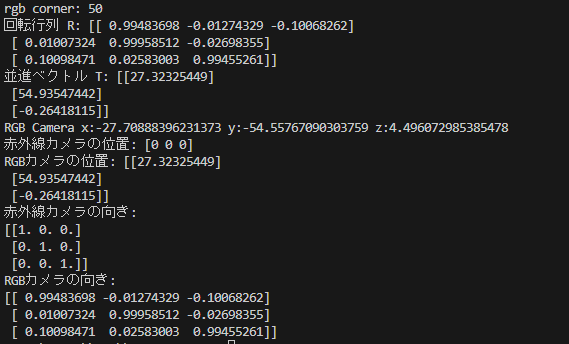 rgb corner: 50
回転行列 R: [[ 0.99483698 -0.01274329 -0.10068262]
 [ 0.01007324  0.99958512 -0.02698355]
 [ 0.10098471  0.02583003  0.99455261]]
並進ベクトル T: [[27.32325449]
 [54.93547442]
 [-0.26418115]]
RGB Camera x:-27.70888396231373 y:-54.55767090303759 z:4.496072985385478
赤外線カメラの位置: [0 0 0]
RGBカメラの位置: [[27.32325449]
 [54.93547442]
 [-0.26418115]]
赤外線カメラの向き:
[[1. 0. 0.]
 [0. 1. 0.]
 [0. 0. 1.]]
RGBカメラの向き:
[[ 0.99483698 -0.01274329 -0.10068262]
 [ 0.01007324  0.99958512 -0.02698355]
 [ 0.10098471  0.02583003  0.99455261]]